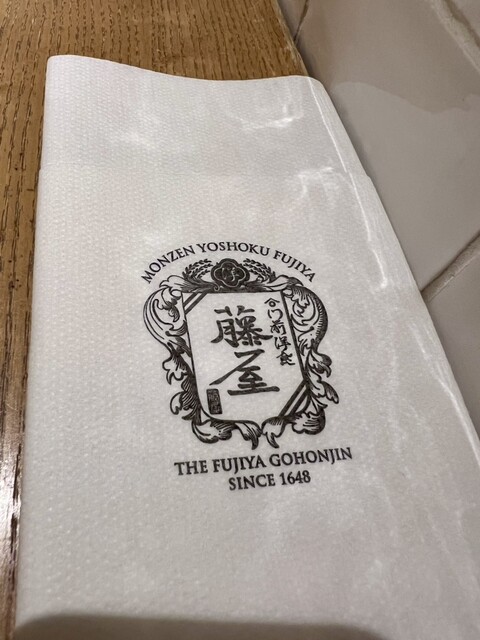 MONZEN YOSHOKU FUJIYA
門前洋食
藤屋
THE FUJIYA GOHONJIN
SINCE 1648